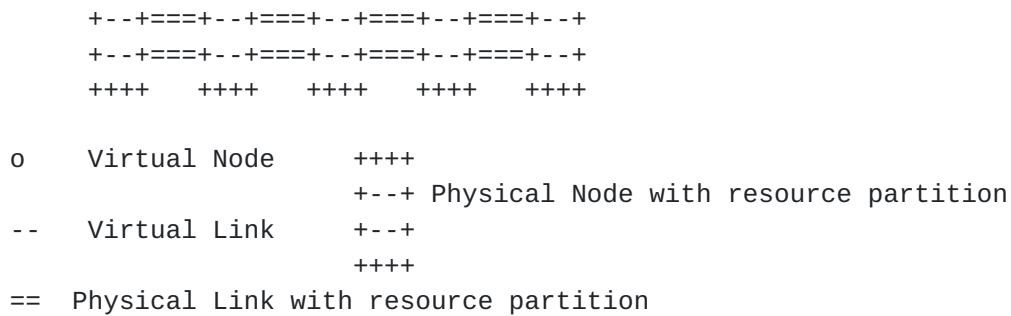 +--+===+--+===+--+===+--+===+--+
     +--+===+--+===+--+===+--+===+--+
     ++++   ++++   ++++   ++++   ++++

o    Virtual Node     ++++
                      +--+ Physical Node with resource partition
--   Virtual Link     +--+
                      ++++
==  Physical Link with resource partition